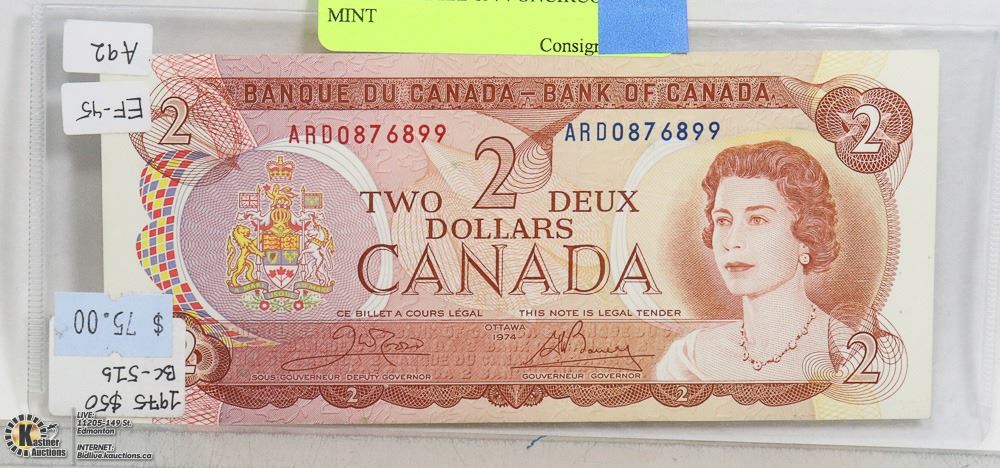 MINT
Consign
A92
EF-45
BANQUE DU CANADA – BANK OF CANADA
ARD0876899 ARD0876899
2 2 2
TWO DEUX
DOLLARS
CANADA
CE BILLET A COURS LÉGAL THIS NOTE IS LEGAL TENDER
OTTAWA
1974
SOUS-GOUVERNEUR DEPUTY GOVERNOR GOUVERNEUR GOVERNOR
2 2 2 2
$ 75.00
1975 $50
LIVE:
11205-149 St.
Edmonton
INTERNET:
Bidlive.kauctions.ca
Kastner
Auctions